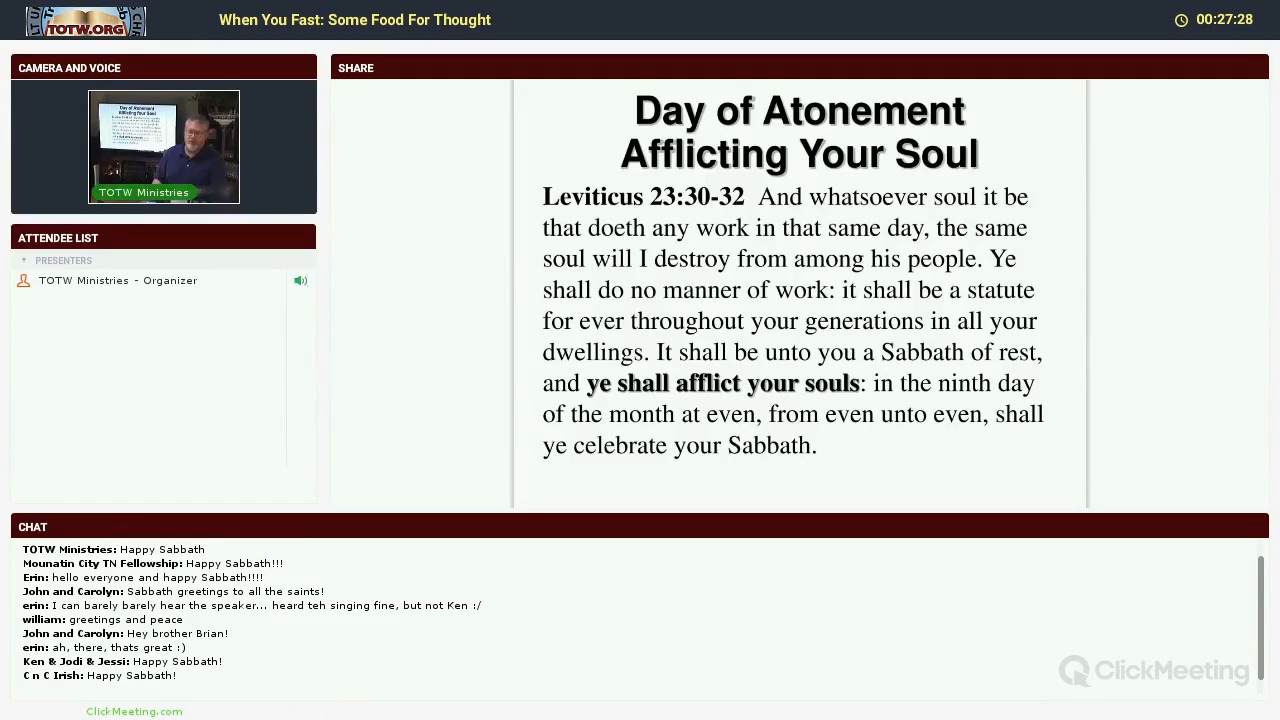 TOTW.ORG
When You Fast: Some Food For Thought
00:27:28
CAMERA AND VOICE
Day of Atonement
Afflicting Your Soul
TOTW Ministries
ATTENDEE LIST
PRESENTERS
TOTW Ministries - Organizer
SHARE
Day of Atonement
Afflicting Your Soul
Leviticus 23:30-32 And whatsoever soul it be
that doeth any work in that same day, the same
soul will I destroy from among his people. Ye
shall do no manner of work: it shall be a statute
for ever throughout your generations in all your
dwellings. It shall be unto you a Sabbath of rest,
and ye shall afflict your souls: in the ninth day
of the month at even, from even unto even, shall
ye celebrate your Sabbath.
CHAT
TOTW Ministries: Happy Sabbath
Mounatin City TN Fellowship: Happy Sabbath!!!
Erin: hello everyone and happy Sabbath!!!!
John and Carolyn: Sabbath greetings to all the saints!
erin: I can barely barely hear the speaker... heard teh singing fine, but not Ken :/
william: greetings and peace
John and Carolyn: Hey brother Brian!
erin: ah, there, thats great :)
Ken & Jodi & Jessi: Happy Sabbath!
C n C Irish: Happy Sabbath!
ClickMeeting
ClickMeeting.com